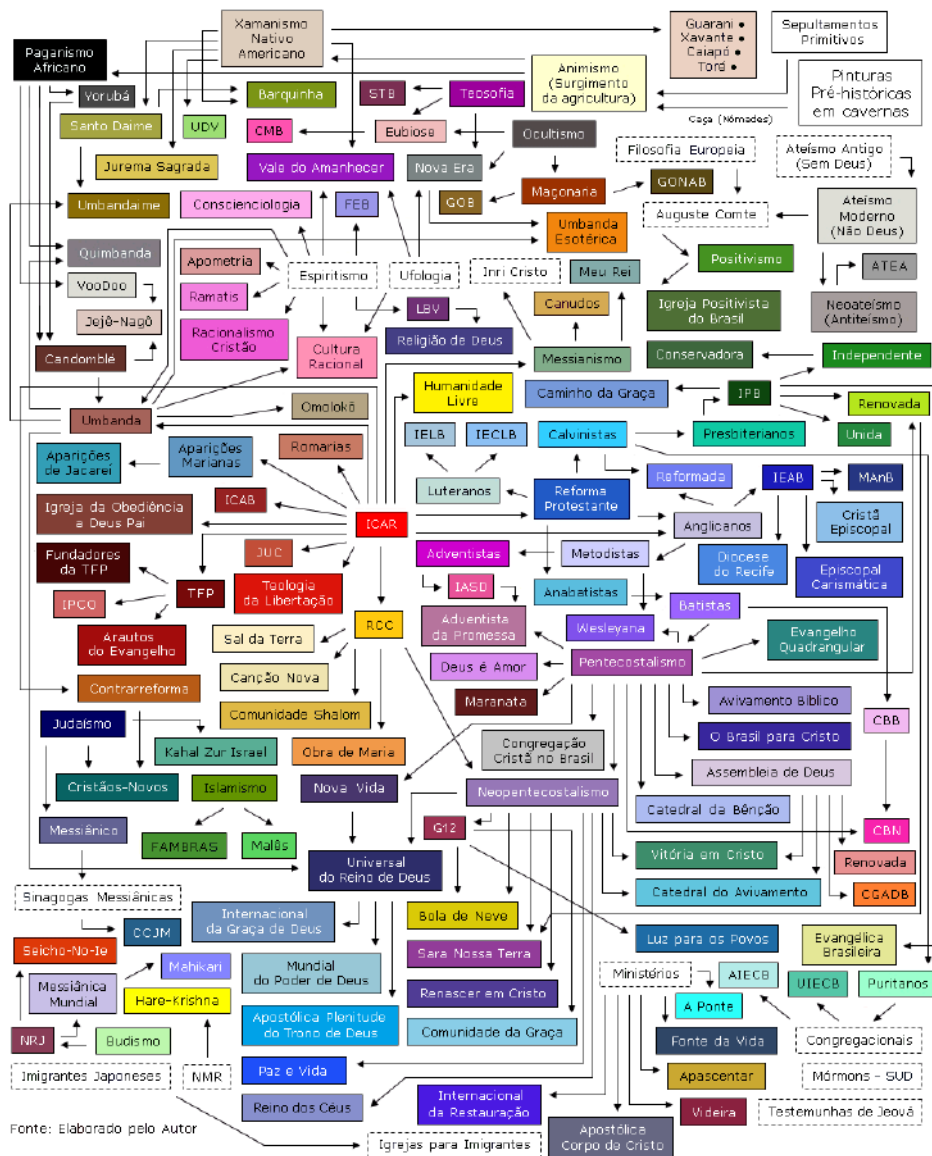 Xamanismo
Nativo
Americano
Guarani •
Xavante •
Caiapó •
Toré •
Sepultamentos
Primitivos
Paganismo
Africano
Animismo
(Surgimento
da agricultura)
Pinturas
Pré-históricas
em cavernas
Yorubá
Barquinha
STB
Teosofia
Caça (Nômades)
Santo Daime
UDV
CMB
Eubiose
Ocultismo
Filosofia Europeia
Ateísmo Antigo
(Sem Deus)
Jurema Sagrada
Vale do Amanhecer
Nova Era
Maçonaria
GONAB
Umbandaime
Conscienciologia
FEB
GOB
Umbanda
Esotérica
Auguste Comte
Ateísmo
Moderno
(Não Deus)
Quimbanda
Apometria
Espiritismo
Ufologia
Inri Cristo
Meu Rei
Positivismo
ATEA
VooDoo
Ramatis
LBV
Canudos
Igreja Positivista
do Brasil
Neoateísmo
(Antiteísmo)
Jejê-Nagô
Racionalismo
Cristão
Cultura
Racional
Religião de Deus
Messianismo
Conservadora
Independente
Candomblé
Humanidade
Livre
Caminho da Graça
IPB
Renovada
Umbanda
Omolokô
IELB
IECLB
Calvinistas
Presbiterianos
Unida
Aparições
de Jacareí
Aparições
Marianas
Romarias
Luteranos
Reforma
Protestante
Reformada
IEAB
MAnB
Igreja da Obediência
a Deus Pai
ICAB
ICAR
Anglicanos
Cristã
Episcopal
Fundadores
da TFP
JUC
Adventistas
Metodistas
Diocese
do Recife
Episcopal
Carismática
IPCO
TFP
Teologia
da Libertação
IASD
Anabatistas
Batistas
Arautos
do Evangelho
Sal da Terra
RCC
Adventista
da Promessa
Wesleyana
Evangelho
Quadrangular
Canção Nova
Deus é Amor
Pentecostalismo
Contrarreforma
Comunidade Shalom
Maranata
Avivamento Bíblico
CBB
Judaísmo
Kahal Zur Israel
Obra de Maria
Congregação
Cristã no Brasil
O Brasil para Cristo
Cristãos-Novos
Islamismo
Nova Vida
Neopentecostalismo
Assembleia de Deus
Messiânico
FAMBRAS
Malês
G12
Catedral da Bênção
CBN
Universal
do Reino de Deus
Vitória em Cristo
Renovada
Sinagogas Messiânicas
Catedral do Avivamento
CGADB
CCJM
Internacional
da Graça de Deus
Bola de Neve
Seicho-No-Ie
Mahikari
Mundial
do Poder de Deus
Sara Nossa Terra
Luz para os Povos
Evangélica
Brasileira
Messiânica
Mundial
Hare-Krishna
Renascer em Cristo
Ministérios
AIECB
UIECB
Puritanos
NRJ
Budismo
Apostólica Plenitude
do Trono de Deus
Comunidade da Graça
A Ponte
Imigrantes Japoneses
NMR
Paz e Vida
Fonte da Vida
Congregacionais
Reino dos Céus
Internacional
da Restauração
Apascentar
Mórmons - SUD
Videira
Testemunhas de Jeová
Fonte: Elaborado pelo Autor
Igrejas para Imigrantes
Apostólica
Corpo de Cristo